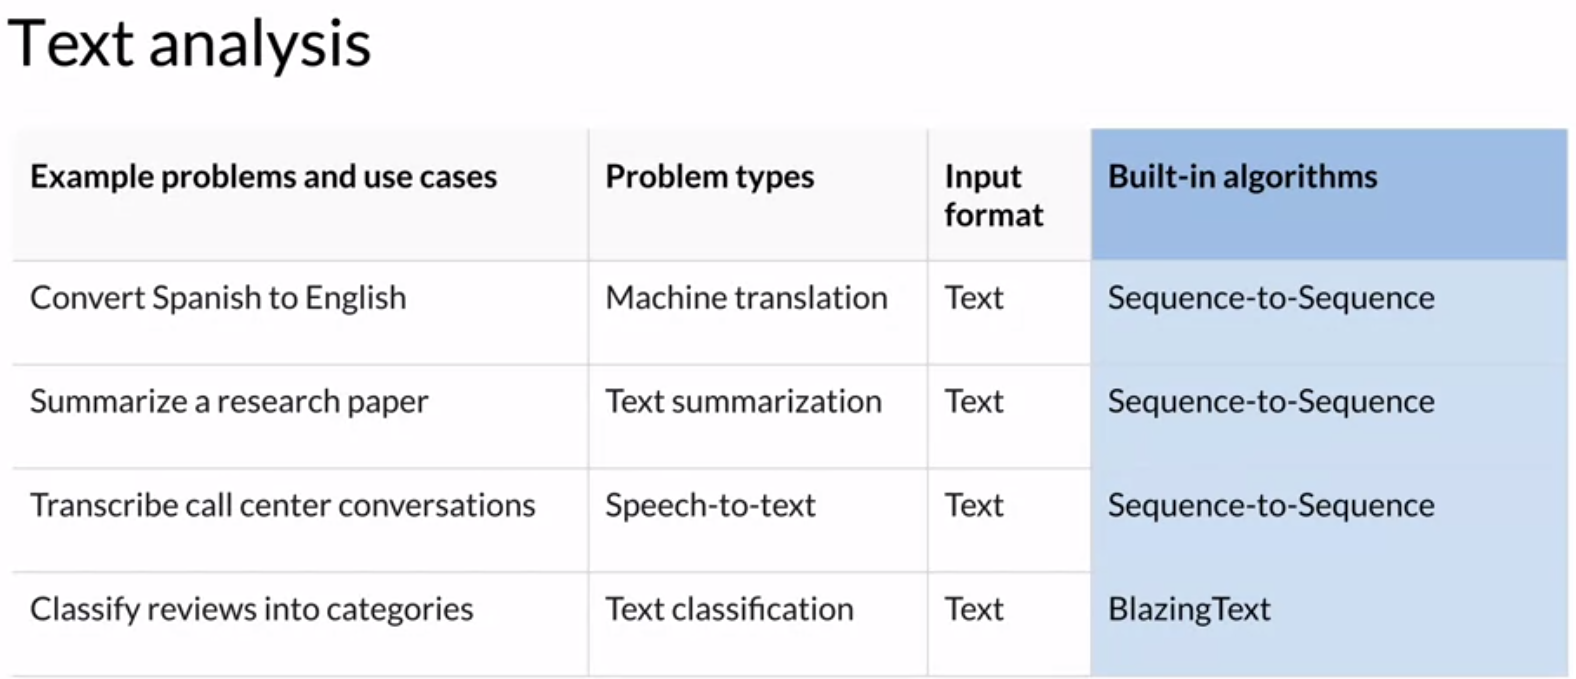 Text analysis
Example problems and use cases Problem types Input format Built-in algorithms
Convert Spanish to English Machine translation Text Sequence-to-Sequence
Summarize a research paper Text summarization Text Sequence-to-Sequence
Transcribe call center conversations Speech-to-text Text Sequence-to-Sequence
Classify reviews into categories Text classification Text BlazingText